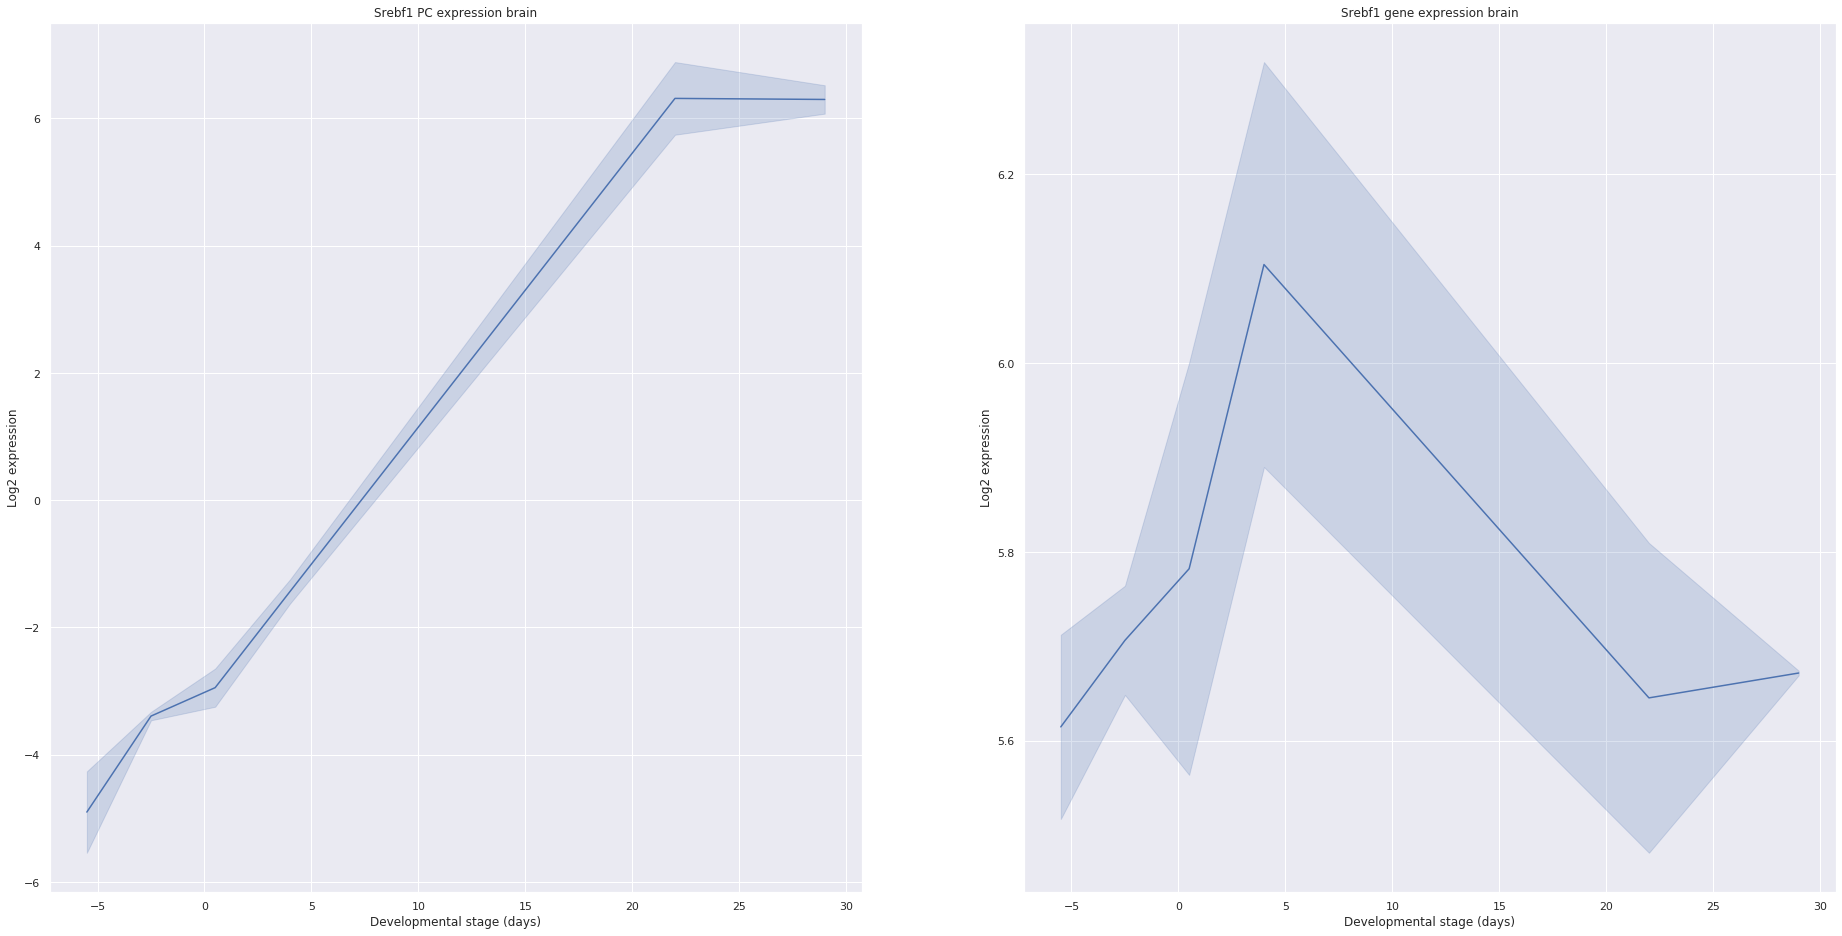 Srebf1 PC expression brain
Log2 expression
6
4
2
0
−2
−4
−6
−5 0 5 10 15 20 25 30
Developmental stage (days)
Srebf1 gene expression brain
Log2 expression
6.2
6.0
5.8
5.6
−5 0 5 10 15 20 25 30
Developmental stage (days)